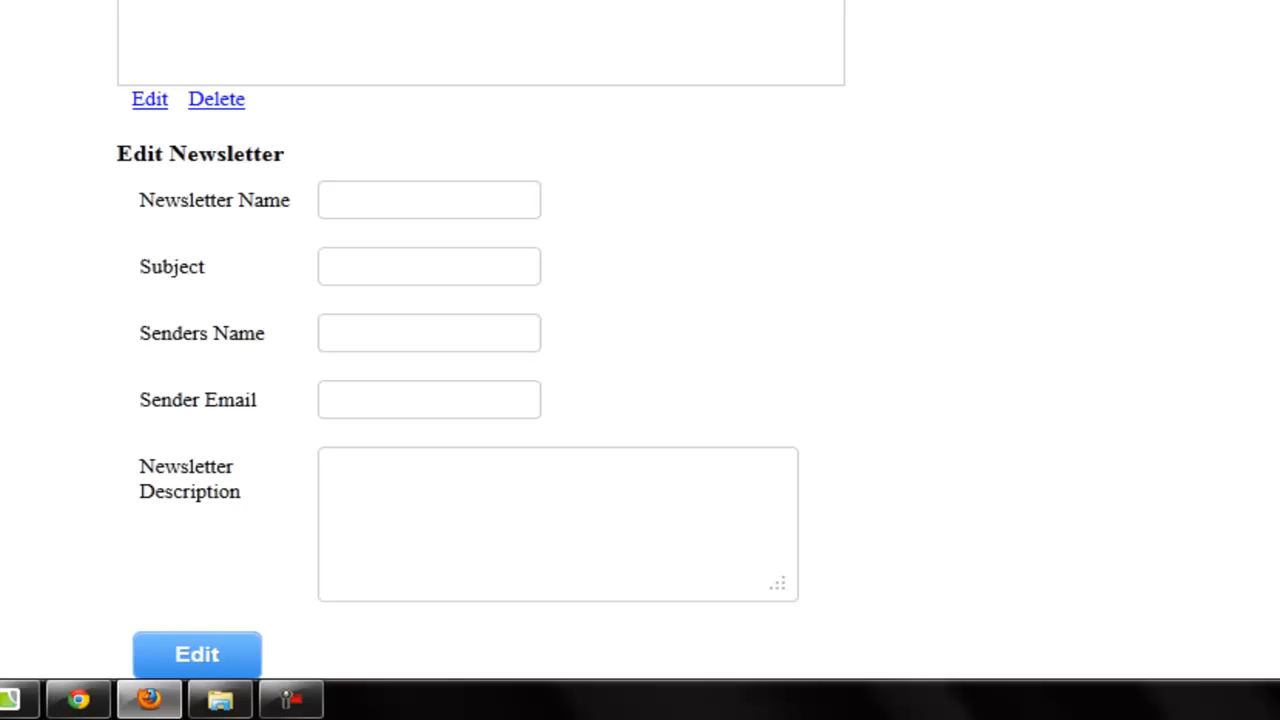 Edit Delete
Edit Newsletter
Newsletter Name
Subject
Senders Name
Sender Email
Newsletter
Description
Edit